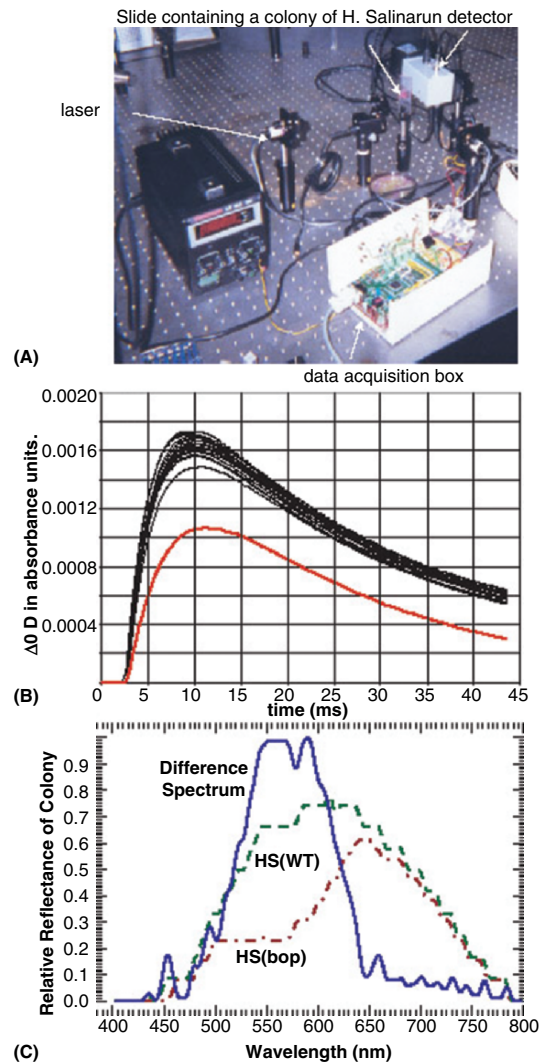 Slide containing a colony of H. Salinarun detector
laser
data acquisition box
(A)
0.0020
0.0016
0.0012
0.0008
0.0004
Δ0 D in absorbance units.
0 5 10 15 20 25 30 35 40 45
time (ms)
(B)
0.9
0.8
0.7
0.6
0.5
0.4
0.3
0.2
0.1
0.0
Relative Reflectance of Colony
Difference
Spectrum
HS(WT)
HS(bop)
400 450 500 550 600 650 700 750 800
Wavelength (nm)
(C)